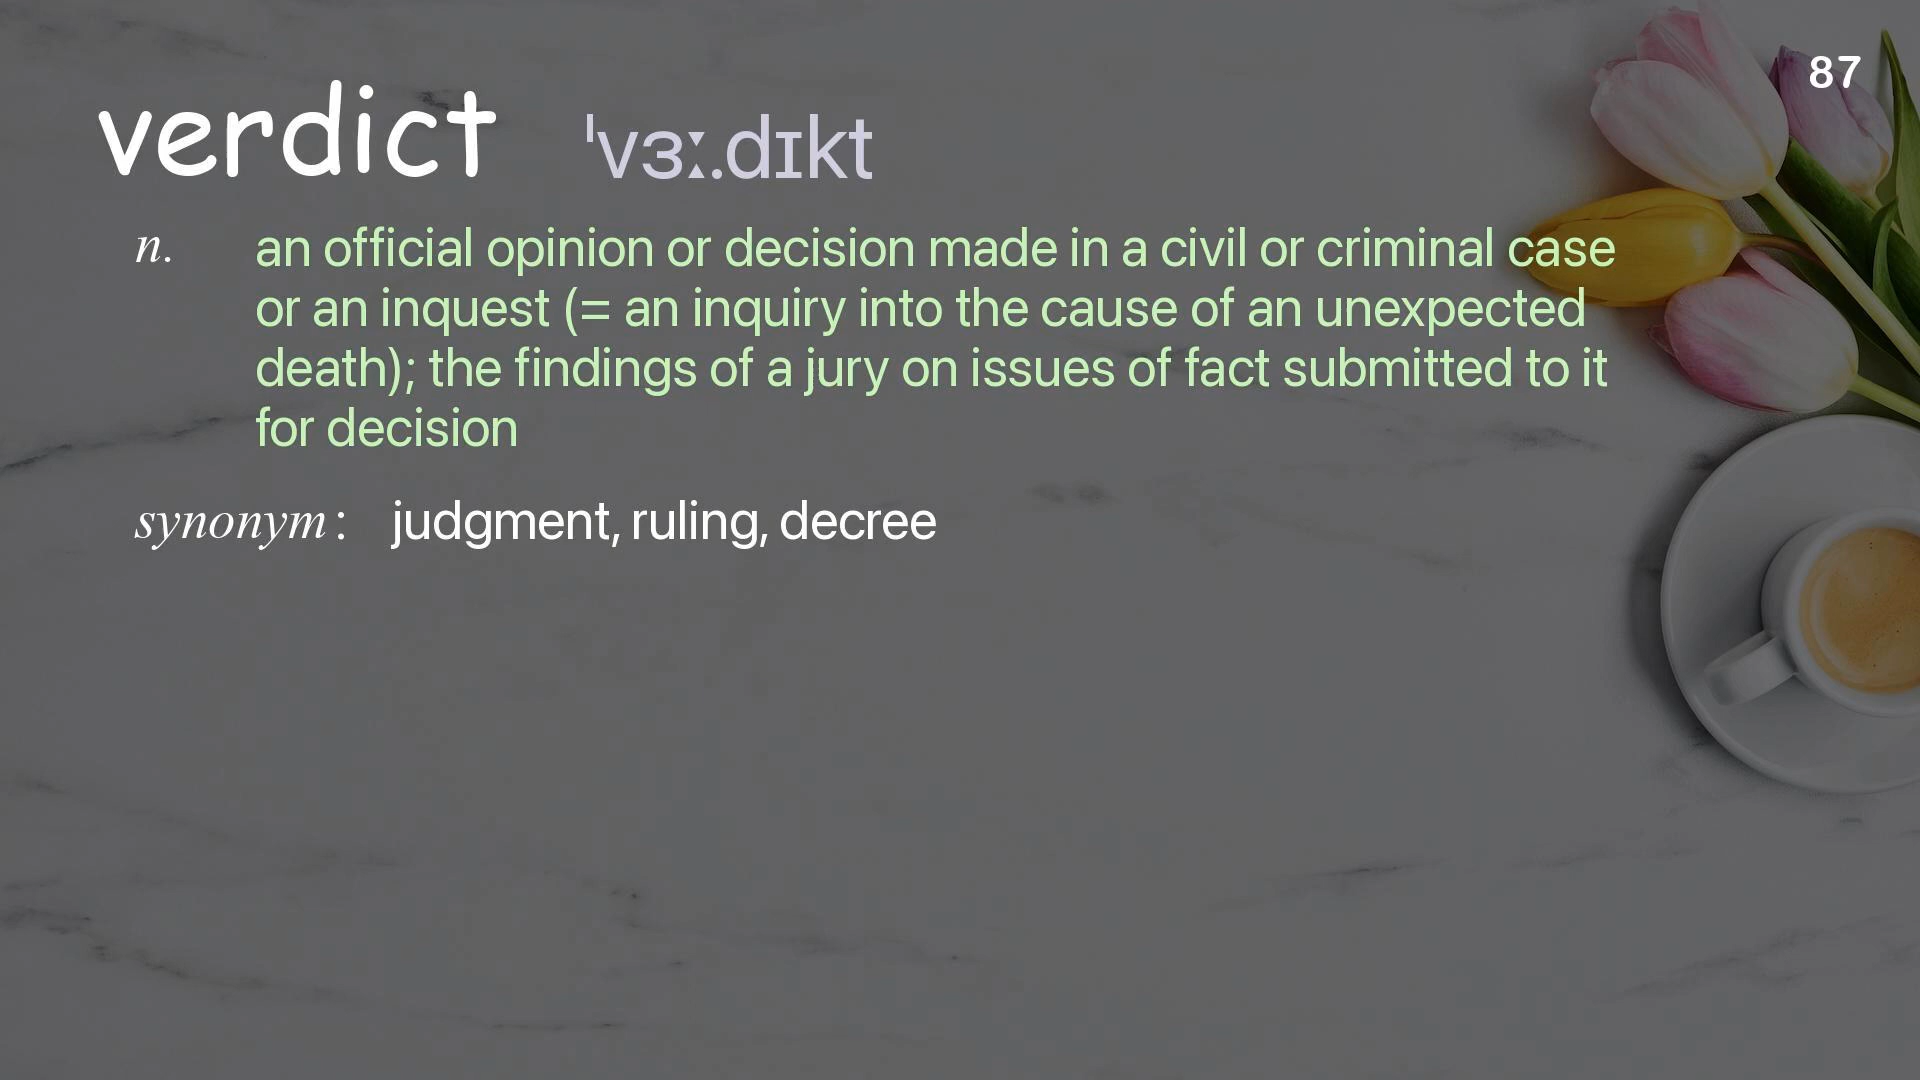 87
verdict ˈvɜː.dɪkt
n. an official opinion or decision made in a civil or criminal case
or an inquest (= an inquiry into the cause of an unexpected
death); the findings of a jury on issues of fact submitted to it
for decision
synonym: judgment, ruling, decree